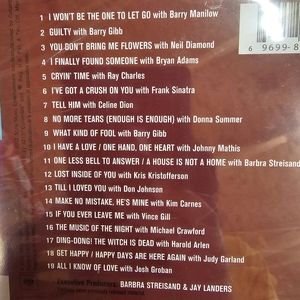 1 I WON'T BE THE ONE TO LET GO with Barry Manilow
2 GUILTY with Barry Gibb
3 YOU DON'T BRING ME FLOWERS with Neil Diamond
4 I FINALLY FOUND SOMEONE with Bryan Adams
5 CRYIN' TIME with Ray Charles
6 I'VE GOT A CRUSH ON YOU with Frank Sinatra
7 TELL HIM with Celine Dion
8 NO MORE TEARS (ENOUGH IS ENOUGH) with Donna Summer
9 WHAT KIND OF FOOL with Barry Gibb
10 I HAVE A LOVE / ONE HAND, ONE HEART with Johnny Mathis
11 ONE LESS BELL TO ANSWER / A HOUSE IS NOT A HOME with Barbra Streisand
12 LOST INSIDE OF YOU with Kris Kristofferson
13 TILL I LOVED YOU with Don Johnson
14 MAKE NO MISTAKE, HE'S MINE with Kim Carnes
15 IF YOU EVER LEAVE ME with Vince Gill
16 THE MUSIC OF THE NIGHT with Michael Crawford
17 DING-DONG! THE WITCH IS DEAD with Harold Arlen
18 GET HAPPY / HAPPY DAYS ARE HERE AGAIN with Judy Garland
19 ALL I KNOW OF LOVE with Josh Groban
Executive Producers: BARBRA STREISAND & JAY LANDERS
6 9699-8